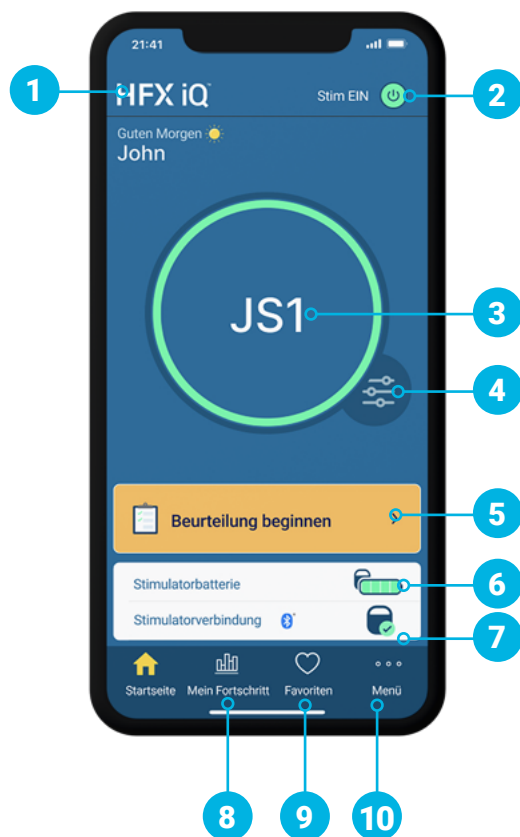 21:41
1
HFX iQ™
Stim EIN
2
Guten Morgen
John
JS1
3
4
Beurteilung beginnen
5
Stimulatorbatterie
6
Stimulatorverbindung
7
Startseite Mein Fortschritt Favoriten Menü
8 9 10